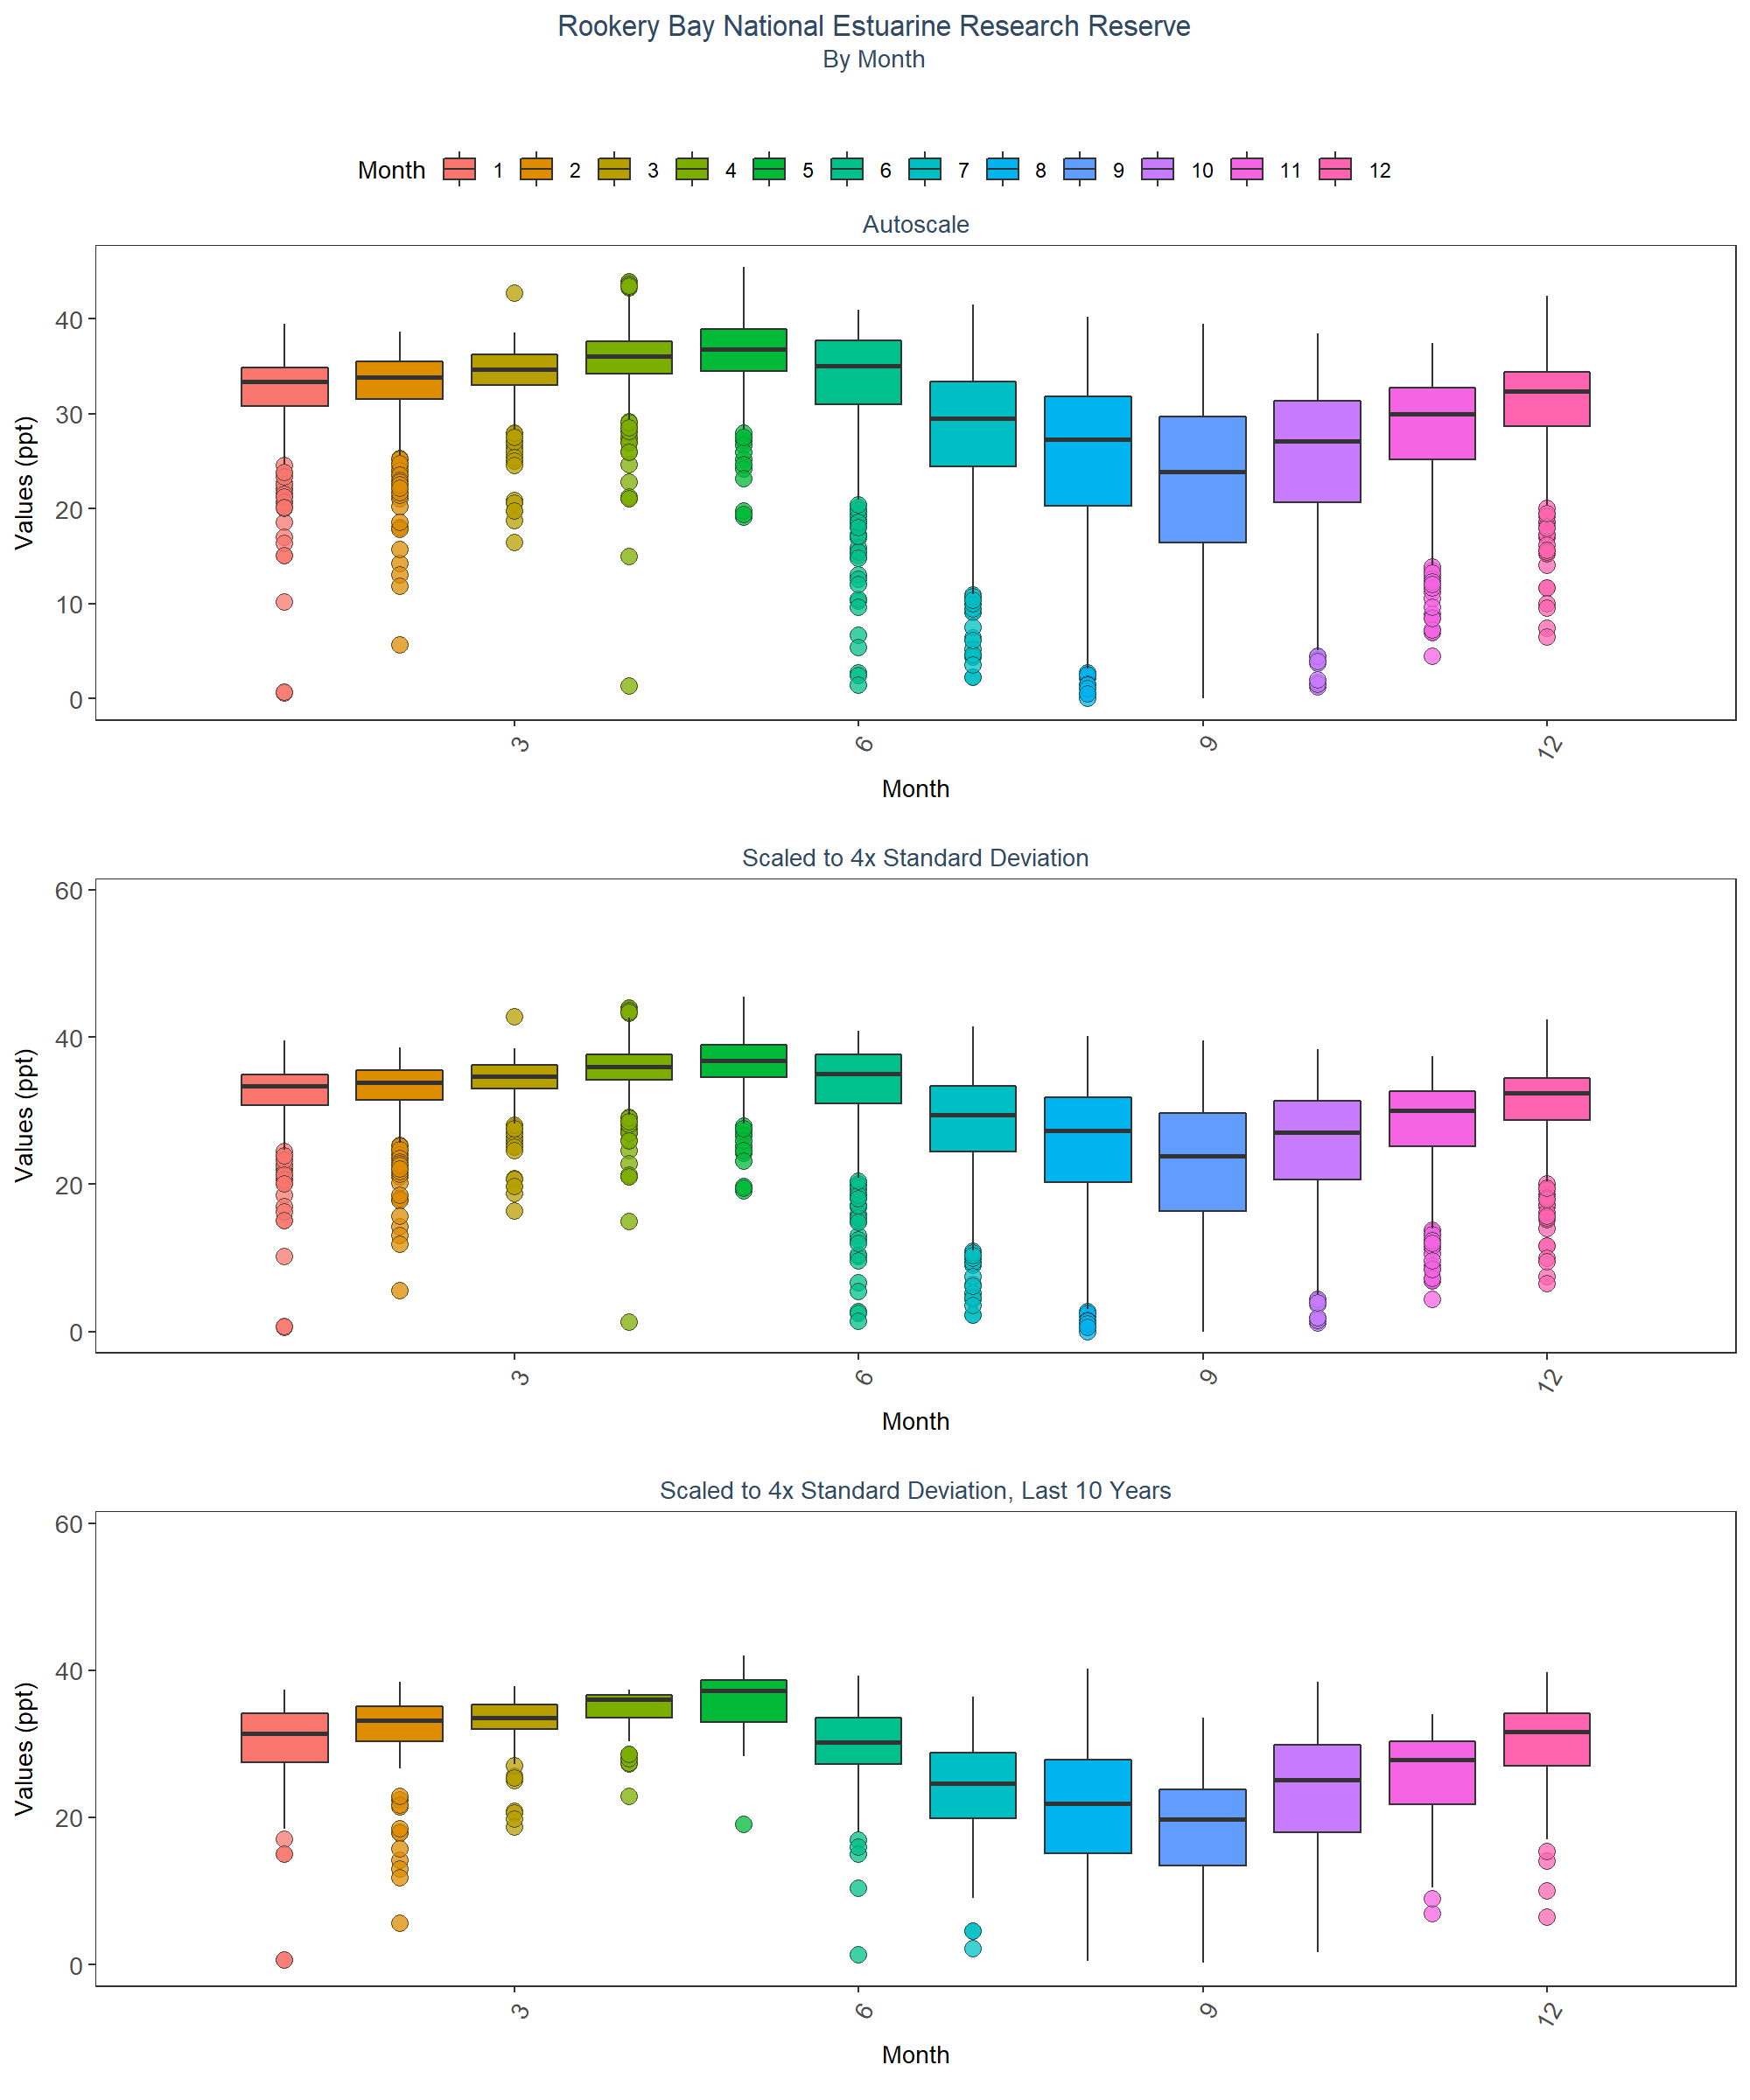 Rookery Bay National Estuarine Research Reserve
By Month
Month 1 2 3 4 5 6 7 8 9 10 11 12
Autoscale
Values (ppt)
40
30
20
10
0
3 6 9 12
Month
Scaled to 4x Standard Deviation
Values (ppt)
60
40
20
0
3 6 9 12
Month
Scaled to 4x Standard Deviation, Last 10 Years
Values (ppt)
60
40
20
0
3 6 9 12
Month